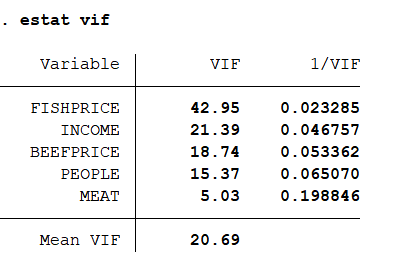 . estat vif
Variable VIF 1/VIF
FISHPRICE 42.95 0.023285
INCOME 21.39 0.046757
BEEFPRICE 18.74 0.053362
PEOPLE 15.37 0.065070
MEAT 5.03 0.198846
Mean VIF 20.69